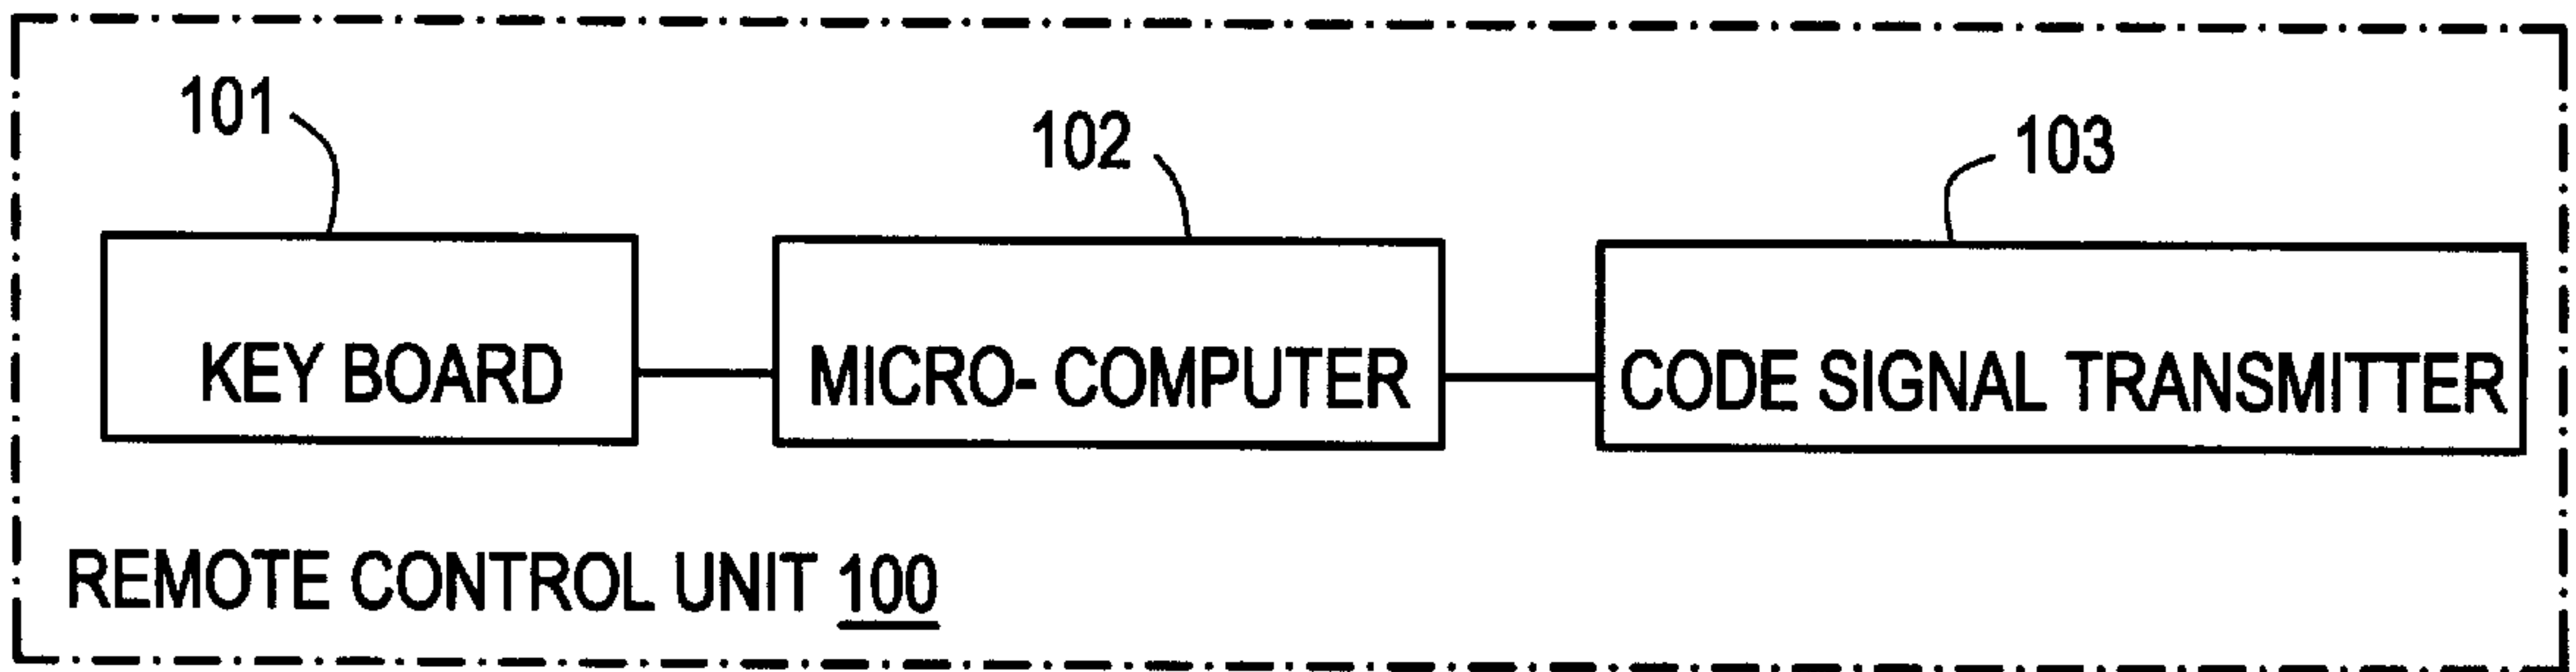 101
102
103
KEY BOARD
MICRO- COMPUTER
CODE SIGNAL TRANSMITTER
REMOTE CONTROL UNIT 100